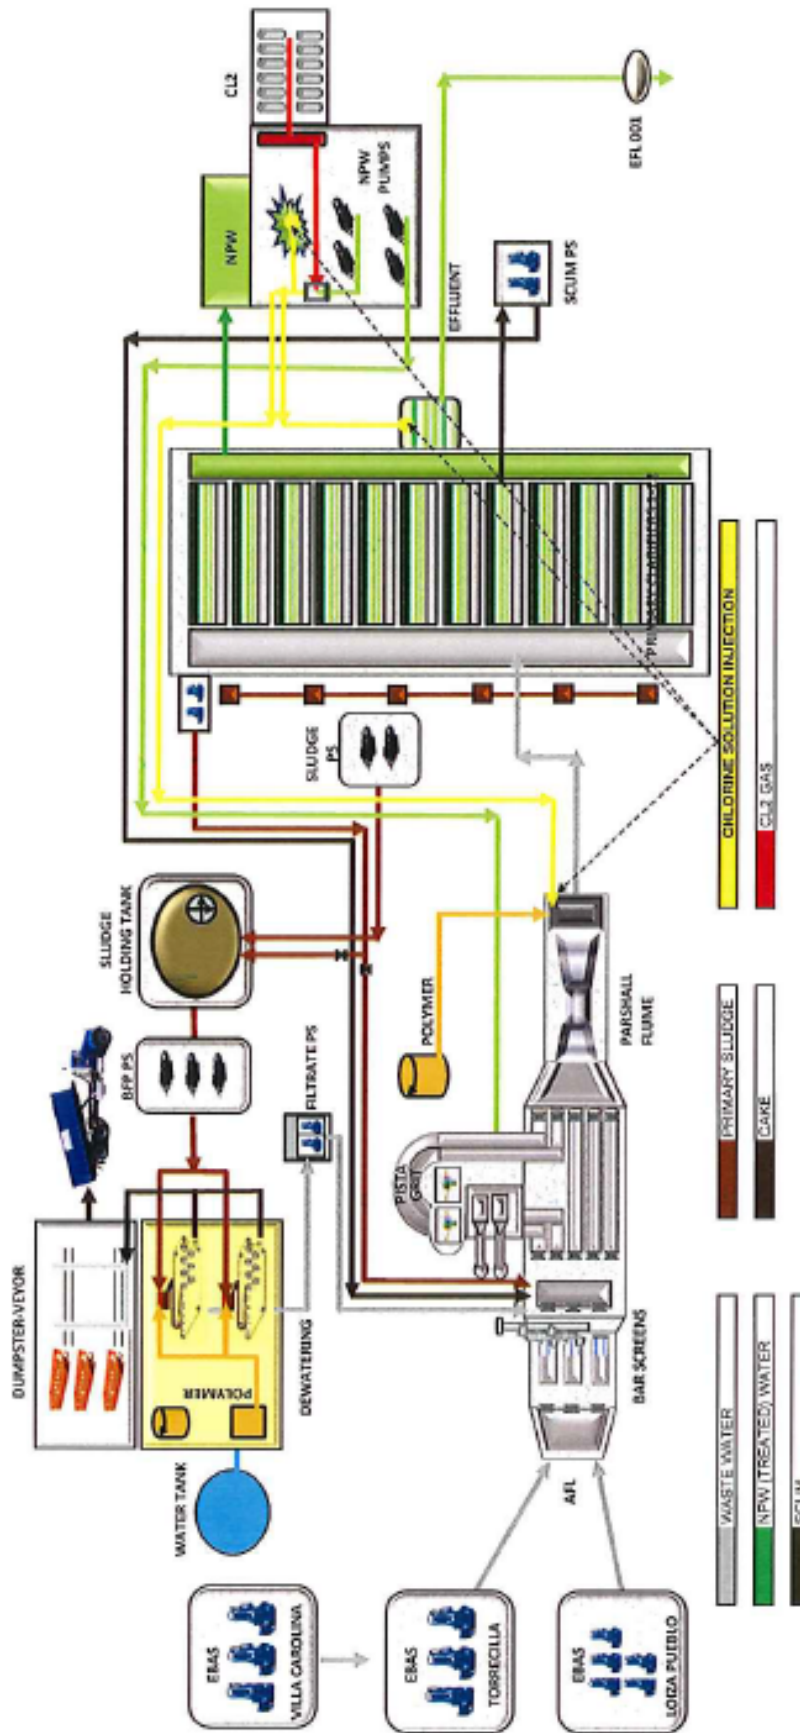 DUMPSTER-VEYOR
WATER TANK
POLYMER
DEWATERING
BFP PS
SLUDGE
HOLDING TANK
FILTRATE PS
SLUDGE
PS
CL2
NPW
NPW
PUMPS
EFFLUENT
SCUM PS
EFL 001
EBAS
VILLA CAROLINA
EBAS
TORRECILLA
EBAS
LOIZA PUEBLO
AFL
BAR SCREENS
PISTA
GRIT
POLYMER
PARSHALL
FLUME
WASTE WATER
NPW (TREATED) WATER
SCUM
PRIMARY SLUDGE
CAKE
CHLORINE SOLUTION INJECTION
CL2 GAS